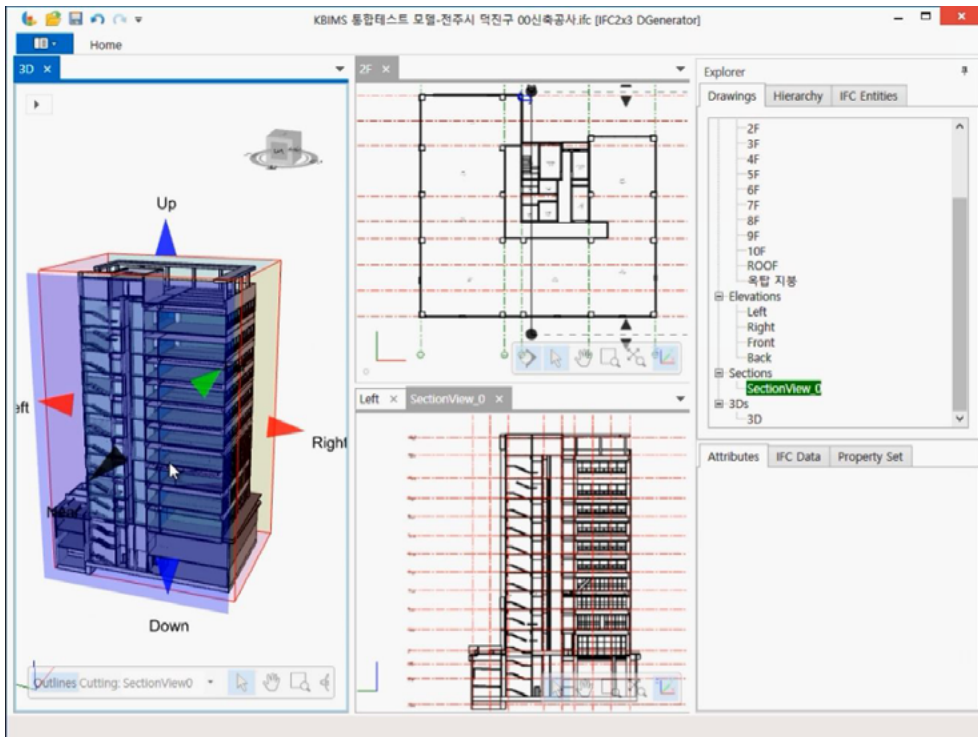 KBIMS 통합테스트 모델-전주시 덕진구 00신축공사.ifc [IFC2x3 DGenerator]
Home
3D
2F
Explorer
Drawings
Hierarchy
IFC Entities
2F
3F
4F
5F
6F
7F
8F
9F
10F
ROOF
옥탑 지붕
Elevations
Left
Right
Front
Back
Sections
SectionView_0
3Ds
3D
Up
eft
Right
Near
Down
Outlines Cutting: SectionView0
Left
SectionView_0
Attributes
IFC Data
Property Set